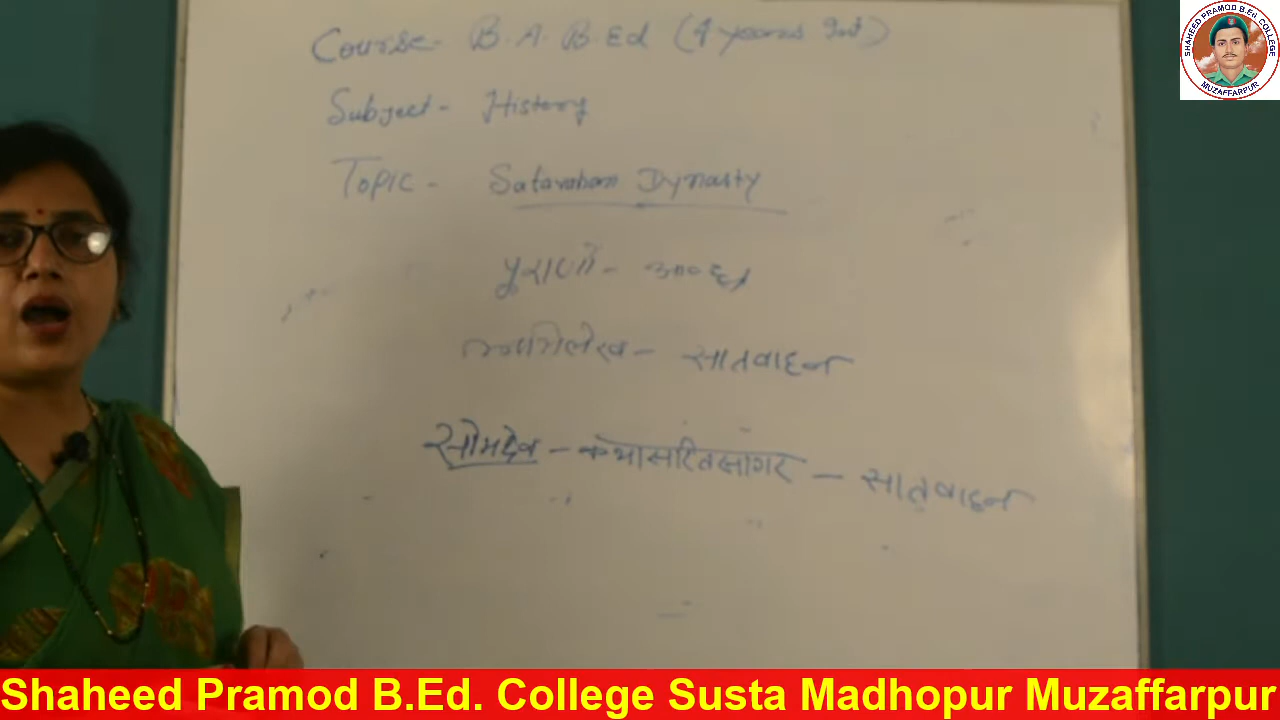 Course- B.A. B.Ed (4 years Int)
Subject- History
Topic- Satavahan Dynasty
पुराणों- आन्ध्र
अभिलेख- सातवाहन
सोमदेव - कथासरितसागर - सातवाहन
SHAHEED PRAMOD B.Ed. COLLEGE
MUZAFFARPUR
Shaheed Pramod B.Ed. College Susta Madhopur Muzaffarpur